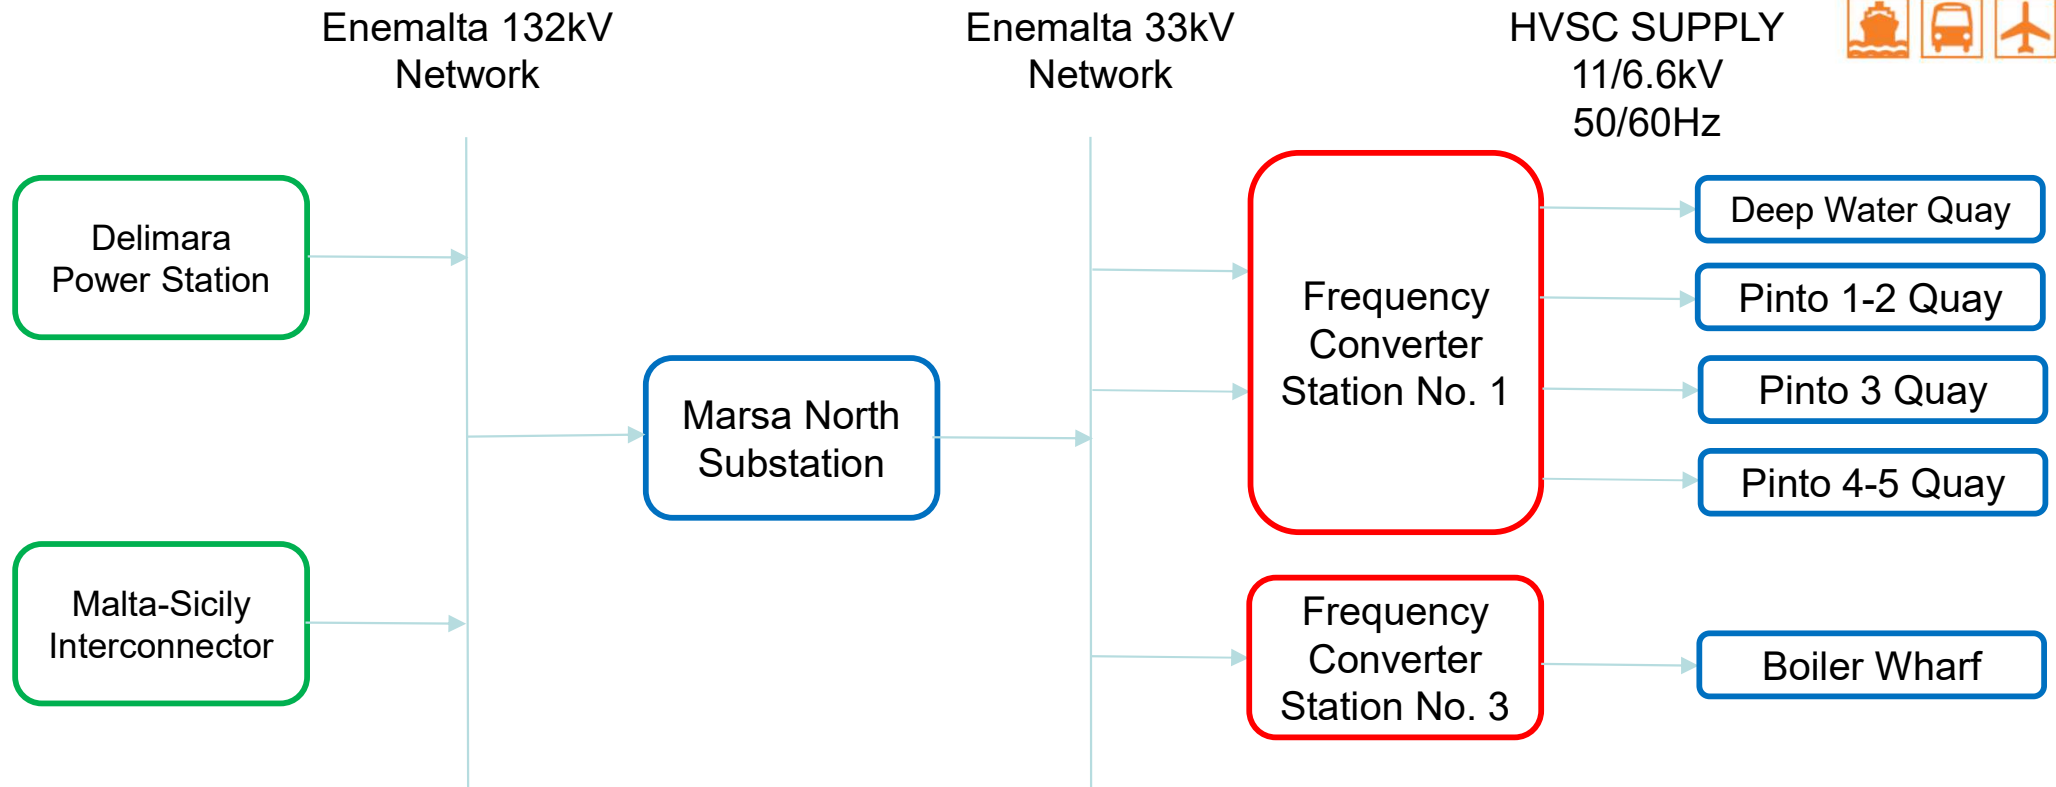 Enemalta 132kV
Network
Enemalta 33kV
Network
HVSC SUPPLY
11/6.6kV
50/60Hz
Delimara
Power Station
Malta-Sicily
Interconnector
Marsa North
Substation
Frequency
Converter
Station No. 1
Frequency
Converter
Station No. 3
Deep Water Quay
Pinto 1-2 Quay
Pinto 3 Quay
Pinto 4-5 Quay
Boiler Wharf